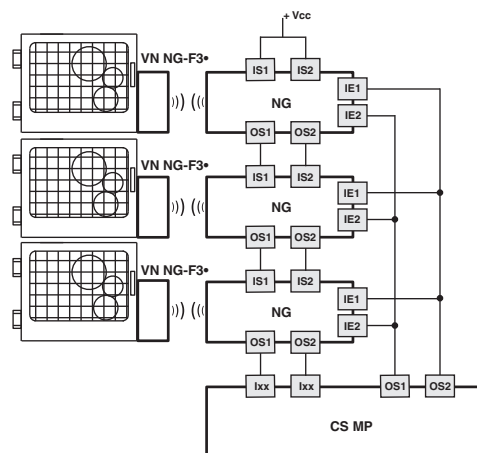 + Vcc
VN NG-F3•
IS1 IS2
IE1
NG
IE2
OS1 OS2
VN NG-F3•
IS1 IS2
IE1
NG
IE2
OS1 OS2
VN NG-F3•
IS1 IS2
IE1
NG
IE2
OS1 OS2
Ixx Ixx OS1 OS2
CS MP